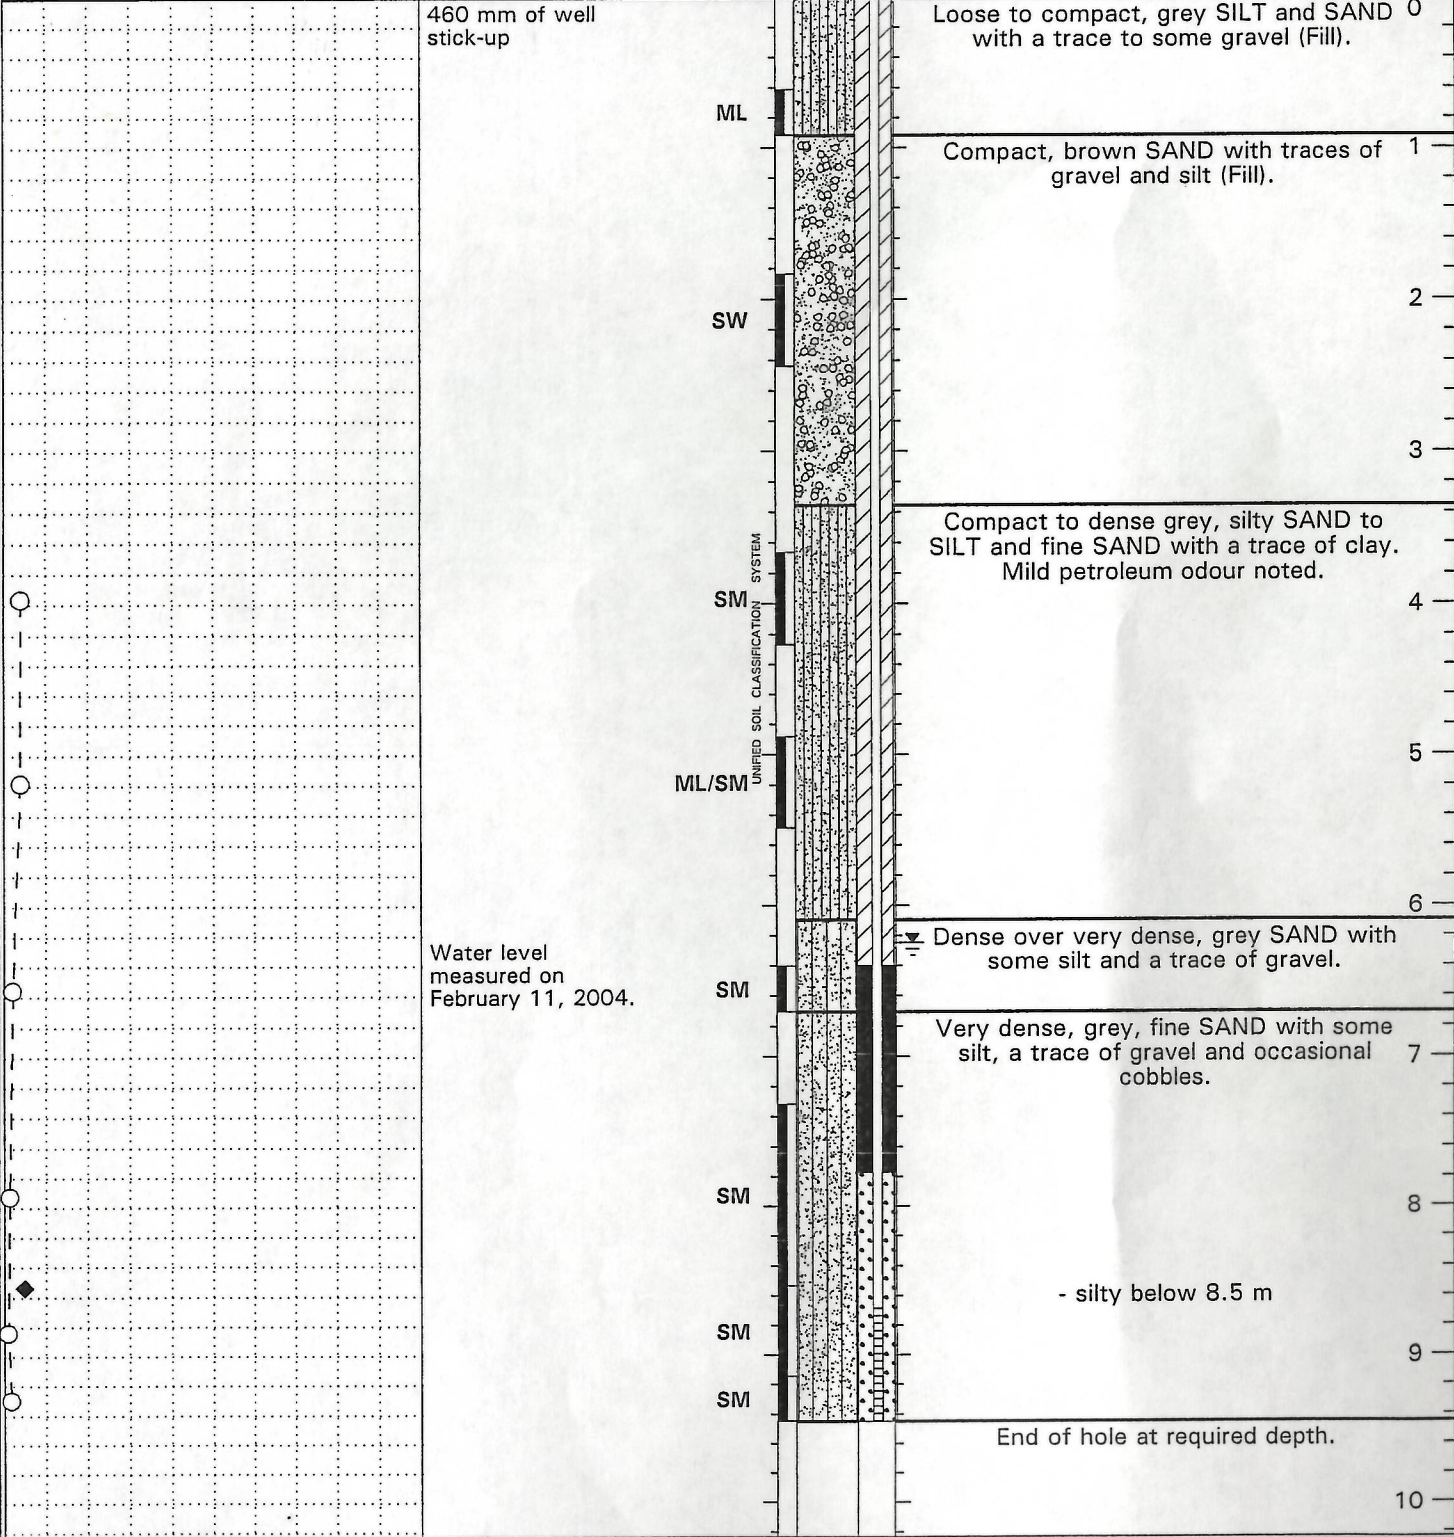 460 mm of well
stick-up
Loose to compact, grey SILT and SAND
with a trace to some gravel (Fill).
0
ML
Compact, brown SAND with traces of
gravel and silt (Fill).
1
SW
2
3
Compact to dense grey, silty SAND to
SILT and fine SAND with a trace of clay.
Mild petroleum odour noted.
UNIFIED SOIL CLASSIFICATION SYSTEM
SM
4
ML/SM
5
6
Water level
measured on
February 11, 2004.
Dense over very dense, grey SAND with
some silt and a trace of gravel.
SM
Very dense, grey, fine SAND with some
silt, a trace of gravel and occasional
cobbles.
7
SM
8
- silty below 8.5 m
SM
9
SM
End of hole at required depth.
10